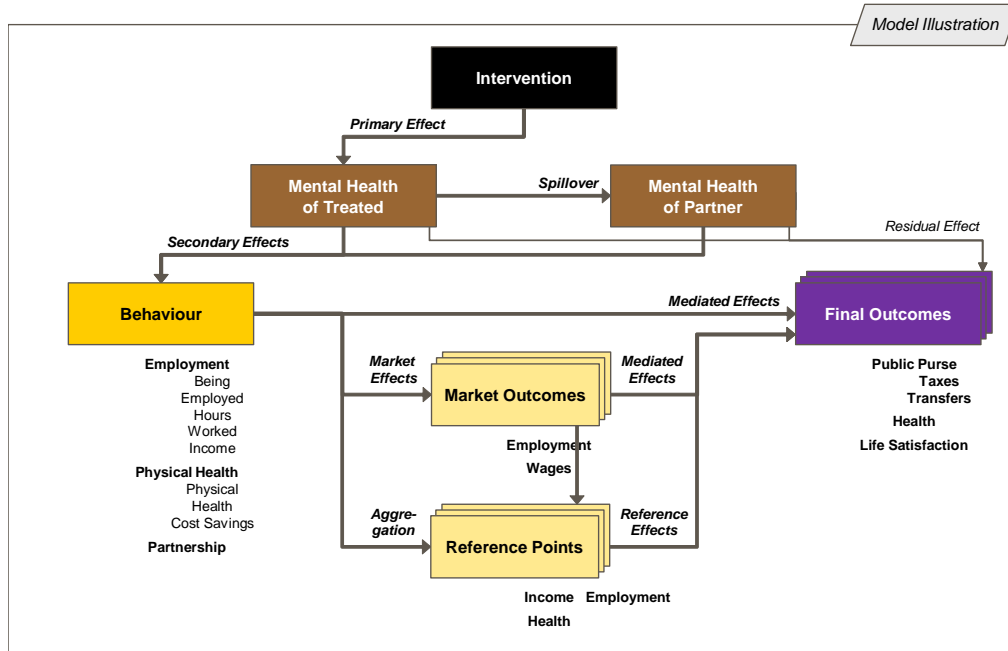 Model Illustration
Intervention
Primary Effect
Mental Health
of Treated
Spillover
Mental Health
of Partner
Residual Effect
Secondary Effects
Behaviour
Mediated Effects
Final Outcomes
Employment
Being
Employed
Hours
Worked
Income
Physical Health
Physical
Health
Cost Savings
Partnership
Market
Effects
Market Outcomes
Mediated
Effects
Employment
Wages
Aggre-
gation
Reference Points
Reference
Effects
Income Employment
Health
Public Purse
Taxes
Transfers
Health
Life Satisfaction